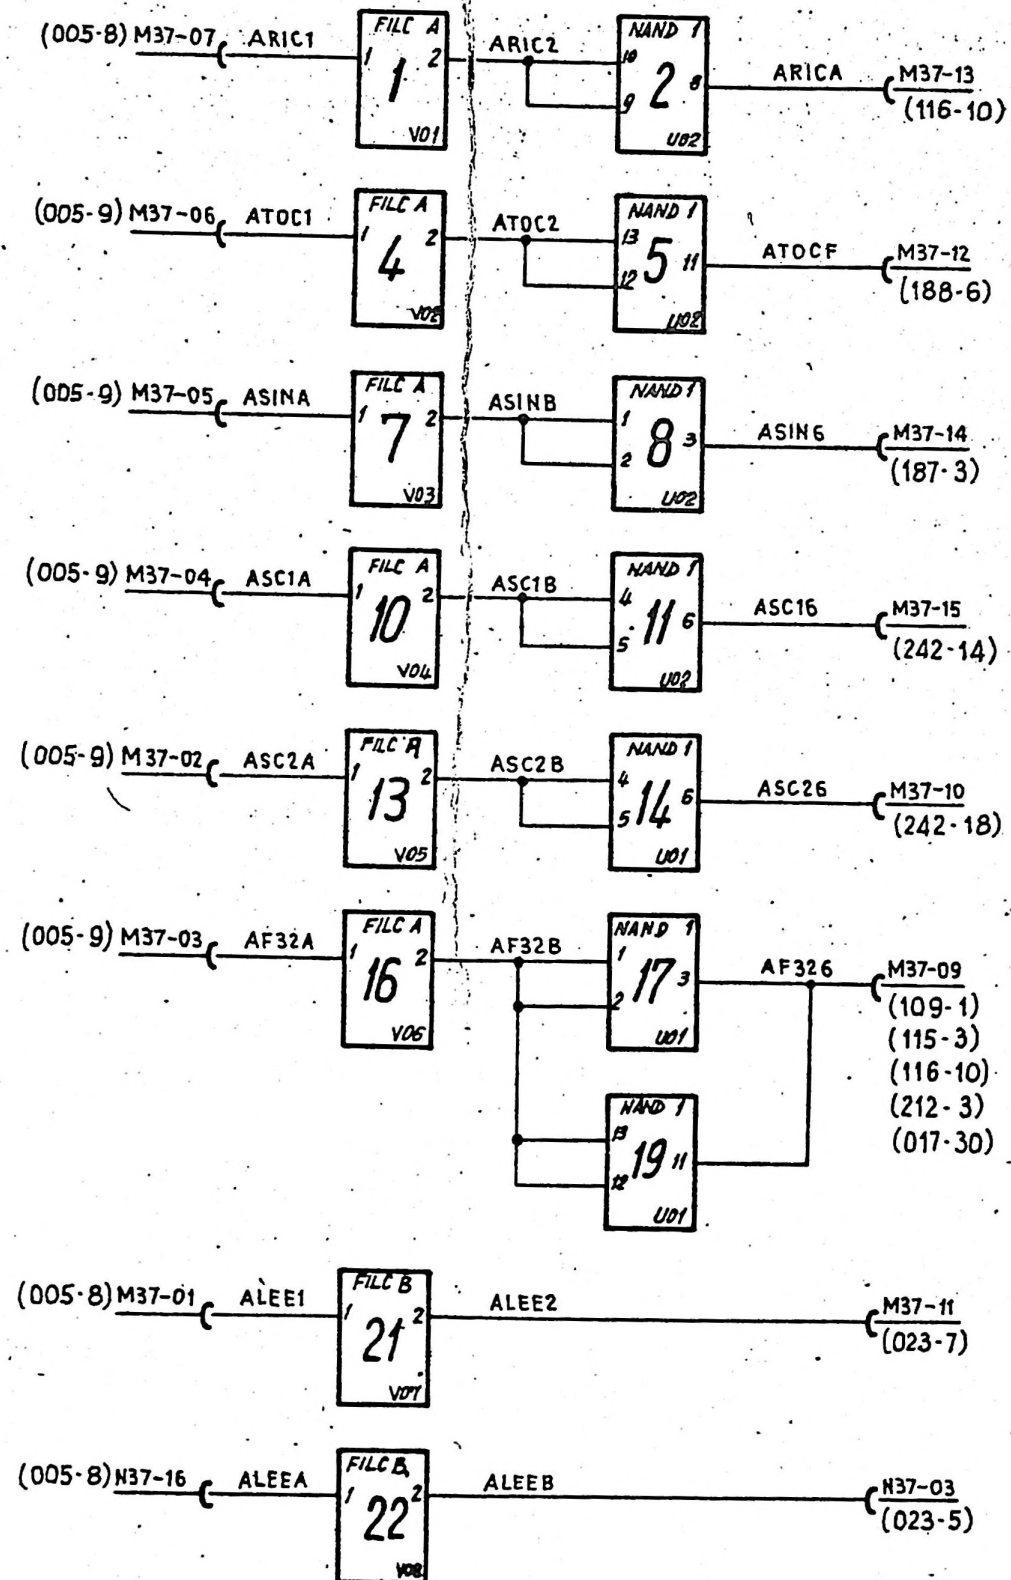 (005-8) M37-07 ARIC1 FILC A 1 2 1 V01 ARIC2 NAND 1 10 9 2 8 U02 ARICA M37-13 (116-10)
(005-9) M37-06 ATOC1 FILC A 1 2 4 V02 ATOC2 NAND 1 13 12 5 11 U02 ATOCF M37-12 (188-6)
(005-9) M37-05 ASINA FILC A 1 2 7 V03 ASINB NAND 1 1 2 8 3 U02 ASIN6 M37-14 (187-3)
(005-9) M37-04 ASC1A FILC A 1 2 10 V04 ASC1B NAND 1 4 5 11 6 U02 ASC16 M37-15 (242-14)
(005-9) M37-02 ASC2A FILC A 1 2 13 V05 ASC2B NAND 1 4 5 14 6 U01 ASC26 M37-10 (242-18)
(005-9) M37-03 AF32A FILC A 1 2 16 V06 AF32B NAND 1 1 2 17 3 U01 AF326 M37-09
(109-1)
(115-3)
(116-10)
(212-3)
(017-30)
NAND 1 13 12 19 11 U01
(005-8) M37-01 ALEE1 FILC B 1 2 21 V07 ALEE2 M37-11 (023-7)
(005-8) N37-16 ALEEA FILC B 1 2 22 V08 ALEEB N37-03 (023-5)